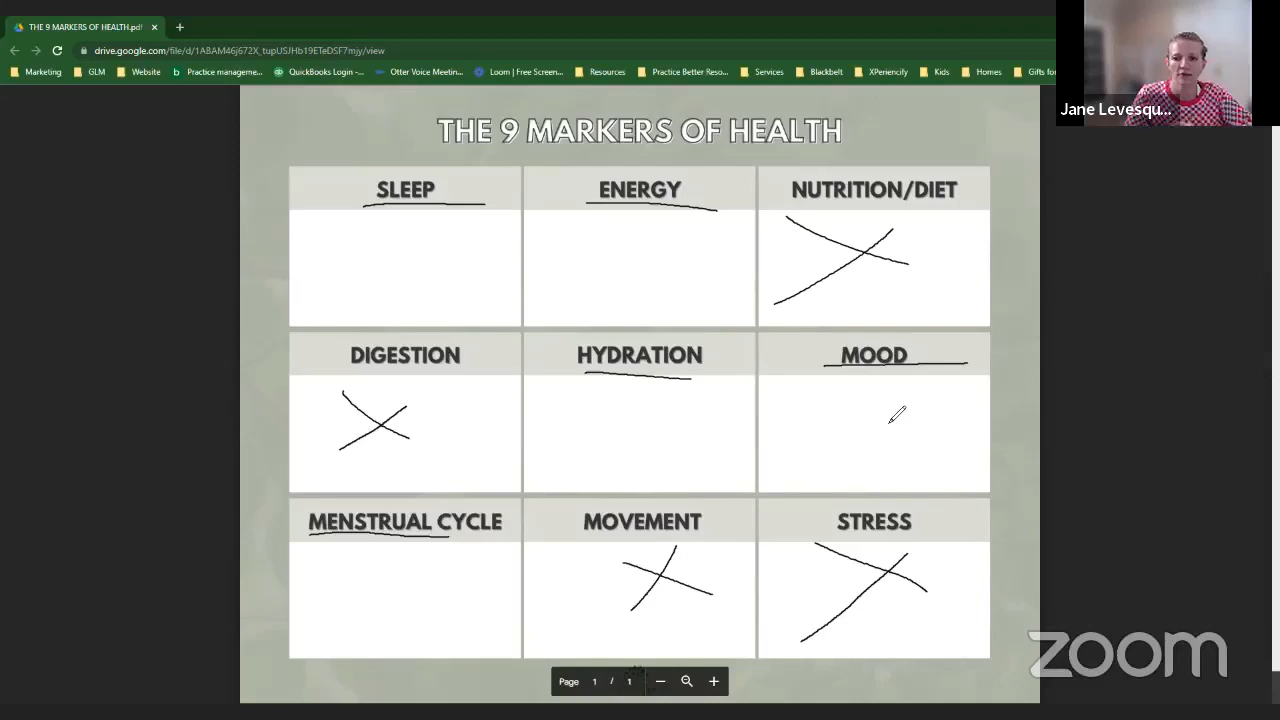 THE 9 MARKERS OF HEALTH.pdf
drive.google.com/file/d/1ABAM46j672X_tupUSJHb19ETeDSF7mjy/view
Marketing GLM Website Practice manageme... QuickBooks Login -... Otter Voice Meetin... Loom | Free Screen... Resources Practice Better Reso... Services Blackbelt XPeriencify Kids Homes Gifts for
Jane Levesqu...
THE 9 MARKERS OF HEALTH
SLEEP ENERGY NUTRITION/DIET
DIGESTION HYDRATION MOOD
MENSTRUAL CYCLE MOVEMENT STRESS
zoom
Page 1 / 1